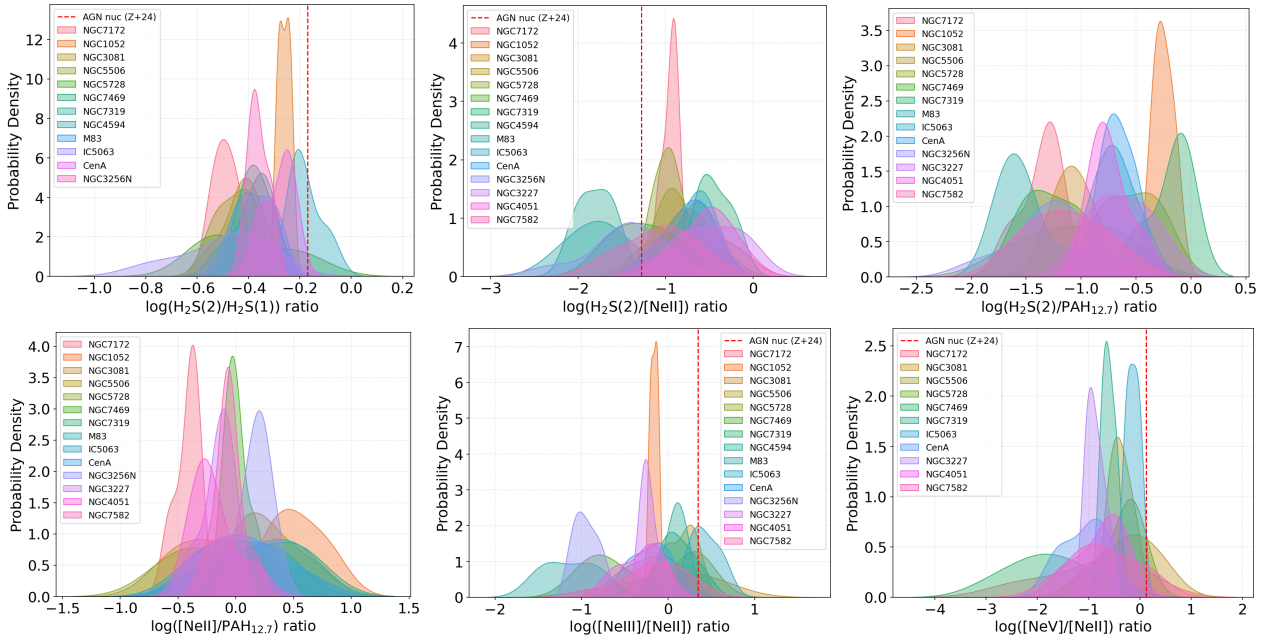 Probability Density
12
10
8
6
4
2
0
AGN nuc (Z+24)
NGC7172
NGC1052
NGC3081
NGC5506
NGC5728
NGC7469
NGC7319
NGC4594
M83
IC5063
CenA
NGC3256N
−1.0 −0.8 −0.6 −0.4 −0.2 0.0 0.2
log(H₂S(2)/H₂S(1)) ratio
Probability Density
4
3
2
1
0
AGN nuc (Z+24)
NGC7172
NGC1052
NGC3081
NGC5506
NGC5728
NGC7469
NGC7319
NGC4594
M83
IC5063
CenA
NGC3256N
NGC3227
NGC4051
NGC7582
−3 −2 −1 0
log(H₂S(2)/[NeII]) ratio
Probability Density
3.5
3.0
2.5
2.0
1.5
1.0
0.5
0.0
NGC7172
NGC1052
NGC3081
NGC5506
NGC5728
NGC7469
NGC7319
M83
IC5063
CenA
NGC3256N
NGC3227
NGC4051
NGC7582
−2.5 −2.0 −1.5 −1.0 −0.5 0.0 0.5
log(H₂S(2)/PAH₁₂.₇) ratio
Probability Density
4.0
3.5
3.0
2.5
2.0
1.5
1.0
0.5
0.0
NGC7172
NGC1052
NGC3081
NGC5506
NGC5728
NGC7469
NGC7319
M83
IC5063
CenA
NGC3256N
NGC3227
NGC4051
NGC7582
−1.5 −1.0 −0.5 0.0 0.5 1.0 1.5
log([NeII]/PAH₁₂.₇) ratio
Probability Density
7
6
5
4
3
2
1
0
AGN nuc (Z+24)
NGC7172
NGC1052
NGC3081
NGC5506
NGC5728
NGC7469
NGC7319
NGC4594
M83
IC5063
CenA
NGC3256N
NGC3227
NGC4051
NGC7582
−2 −1 0 1
log([NeIII]/[NeII]) ratio
Probability Density
2.5
2.0
1.5
1.0
0.5
0.0
AGN nuc (Z+24)
NGC7172
NGC3081
NGC5506
NGC5728
NGC7469
NGC7319
IC5063
CenA
NGC3227
NGC4051
NGC7582
−4 −3 −2 −1 0 1 2
log([NeV]/[NeII]) ratio